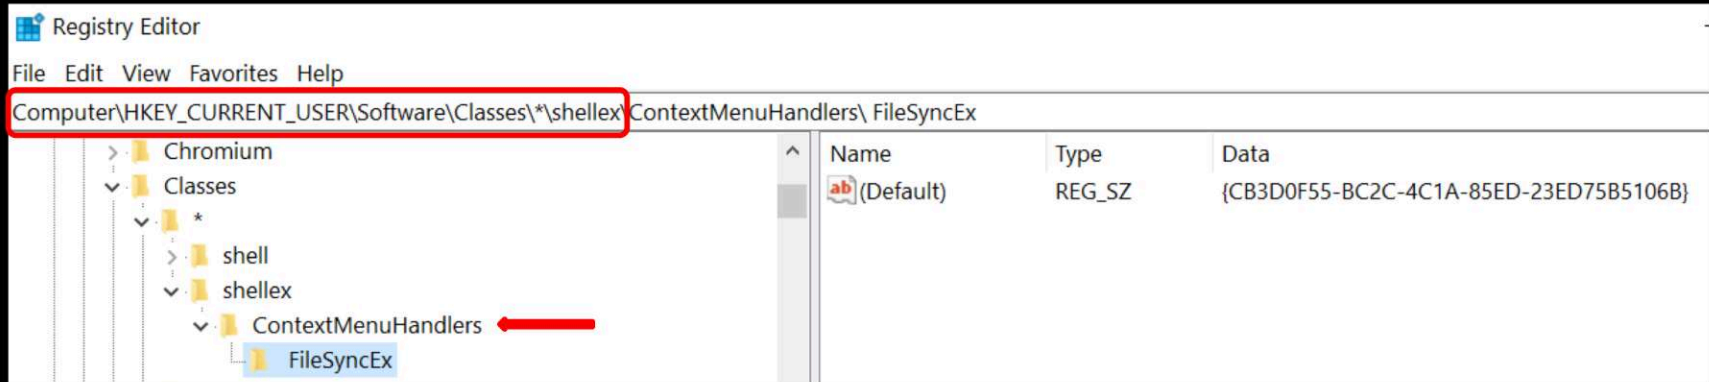 Registry Editor
File Edit View Favorites Help
Computer\HKEY_CURRENT_USER\Software\Classes\*\shellex\ContextMenuHandlers\ FileSyncEx
Chromium
Classes
*
shell
shellex
ContextMenuHandlers
FileSyncEx
Name Type Data
ab (Default) REG_SZ {CB3D0F55-BC2C-4C1A-85ED-23ED75B5106B}